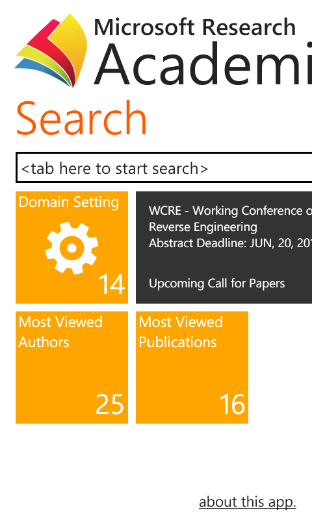 Microsoft Research
Academi
Search
<tab here to start search>
Domain Setting
14
WCRE - Working Conference o
Reverse Engineering
Abstract Deadline: JUN, 20, 201
Upcoming Call for Papers
Most Viewed
Authors
25
Most Viewed
Publications
16
about this app.